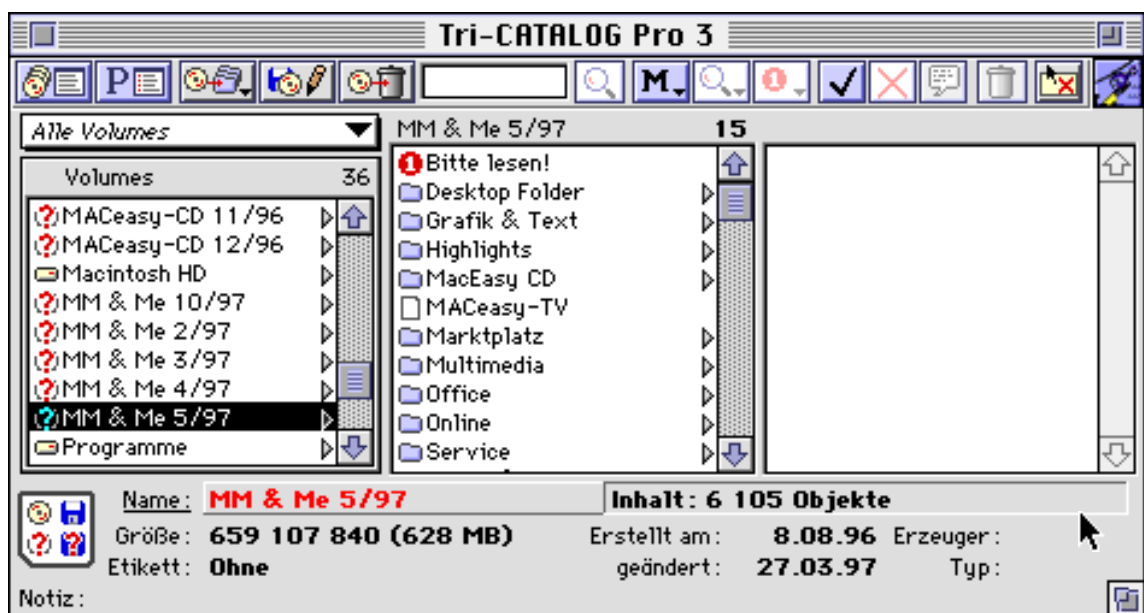 Tri-CATALOG Pro 3
P M
Alle Volumes
Volumes 36
MACeasy-CD 11/96
MACeasy-CD 12/96
Macintosh HD
MM & Me 10/97
MM & Me 2/97
MM & Me 3/97
MM & Me 4/97
MM & Me 5/97
Programme
MM & Me 5/97 15
Bitte lesen!
Desktop Folder
Grafik & Text
Highlights
MacEasy CD
MACeasy-TV
Marktplatz
Multimedia
Office
Online
Service
Name: MM & Me 5/97 Inhalt: 6 105 Objekte
Größe: 659 107 840 (628 MB) Erstellt am: 8.08.96 Erzeuger:
Etikett: Ohne geändert: 27.03.97 Typ:
Notiz: